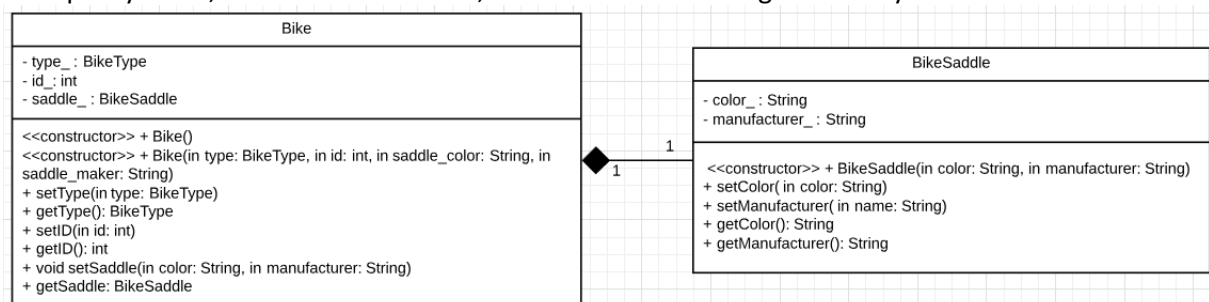 Bike
- type_ : BikeType
- id_: int
- saddle_ : BikeSaddle
<<constructor>> + Bike()
<<constructor>> + Bike(in type: BikeType, in id: int, in saddle_color: String, in
saddle_maker: String)
+ setType(in type: BikeType)
+ getType(): BikeType
+ setID(in id: int)
+ getID(): int
+ void setSaddle(in color: String, in manufacturer: String)
+ getSaddle: BikeSaddle
1
1
BikeSaddle
- color_ : String
- manufacturer_ : String
<<constructor>> + BikeSaddle(in color: String, in manufacturer: String)
+ setColor( in color: String)
+ setManufacturer( in name: String)
+ getColor(): String
+ getManufacturer(): String